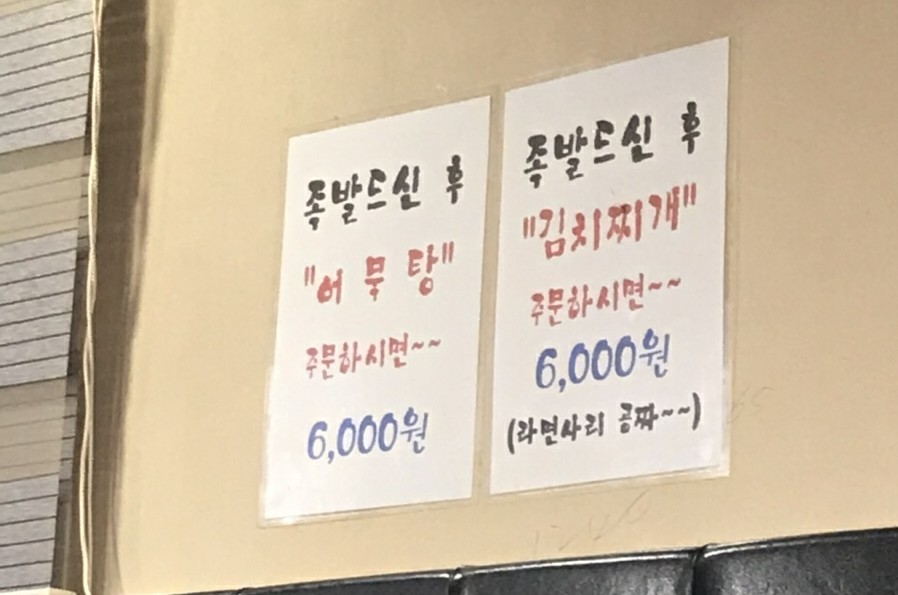 족발드신 후
"어묵탕"
주문하시면~~
6,000원
족발드신 후
"김치찌개"
주문하시면~~
6,000원
(라면사리 공짜~~)